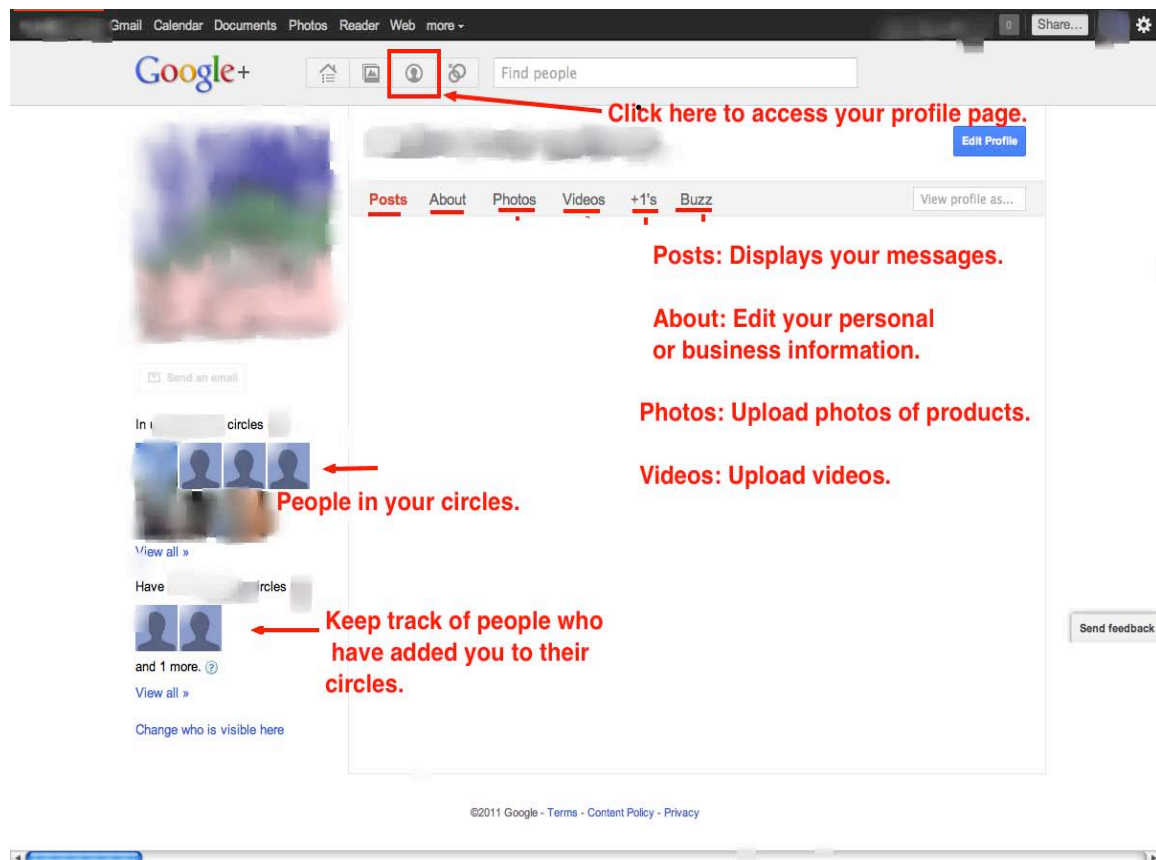 Gmail Calendar Documents Photos Reader Web more
0 Share...
Google+
Find people
Click here to access your profile page.
Edit Profile
Posts About Photos Videos +1's Buzz
View profile as...
Posts: Displays your messages.
About: Edit your personal
or business information.
Photos: Upload photos of products.
Videos: Upload videos.
Send an email
In circles
People in your circles.
View all »
Have
Keep track of people who
have added you to their
circles.
and 1 more. ?
View all »
Change who is visible here
Send feedback
©2011 Google - Terms - Content Policy - Privacy